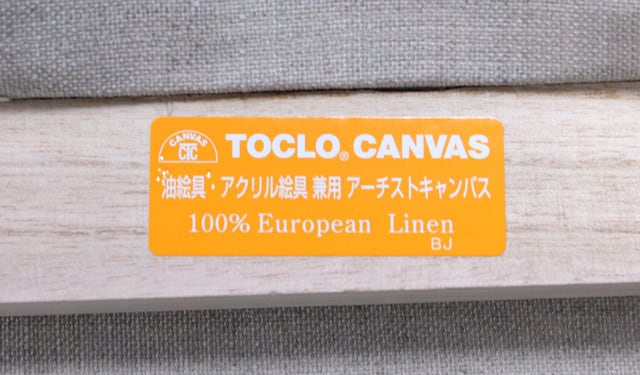 CANVAS
CTC
TOCLO® CANVAS
油絵具・アクリル絵具 兼用 アーチストキャンバス
100% European Linen
BJ